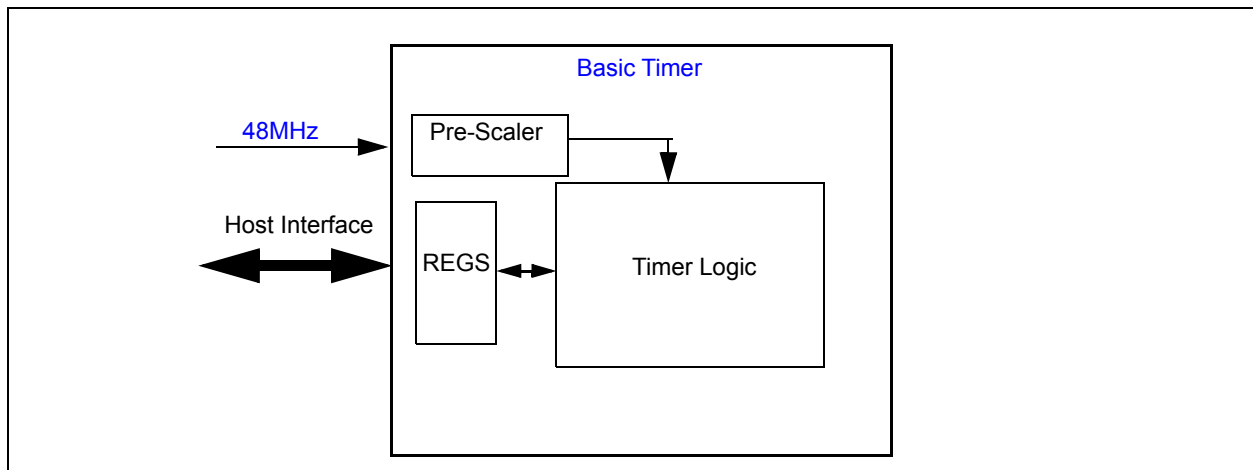 Basic Timer
48MHz
Pre-Scaler
Host Interface
REGS
Timer Logic